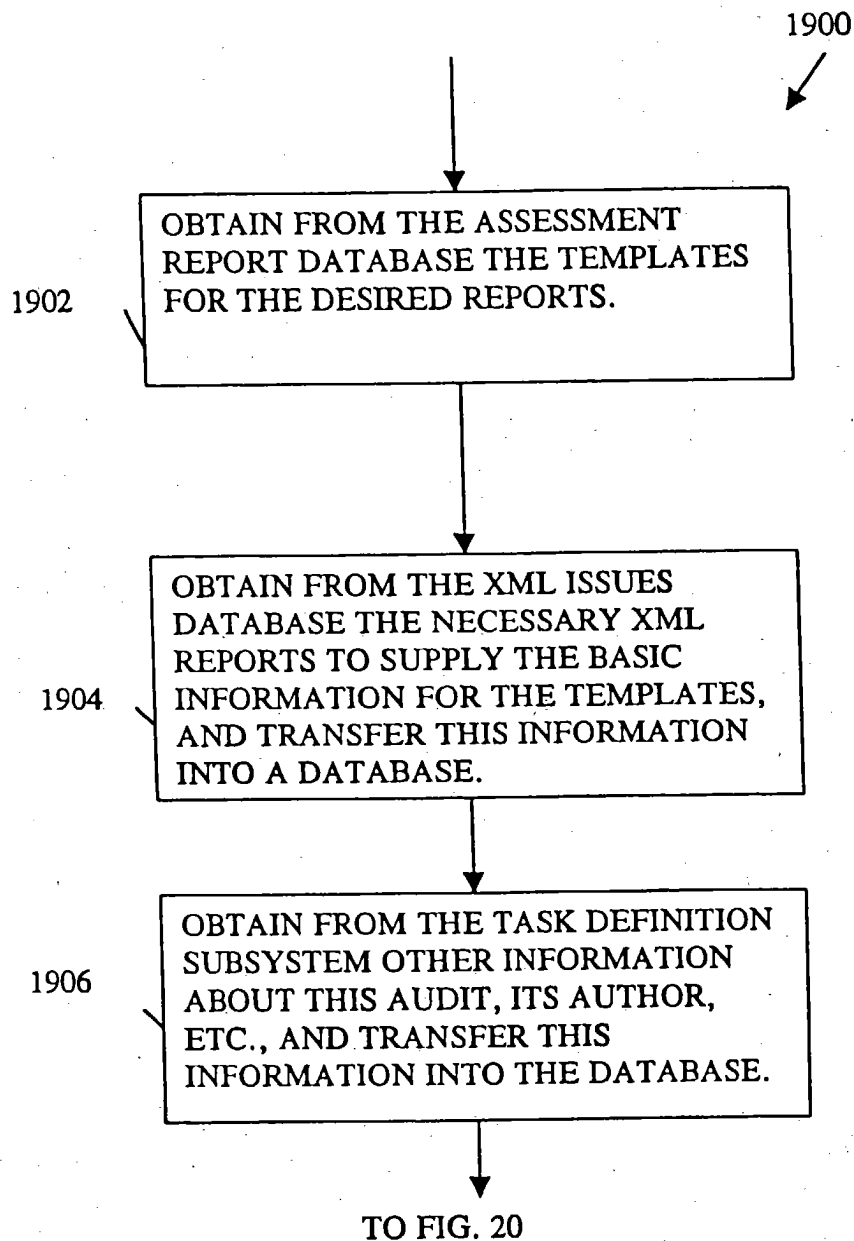 1900
OBTAIN FROM THE ASSESSMENT
REPORT DATABASE THE TEMPLATES
FOR THE DESIRED REPORTS.
1902
OBTAIN FROM THE XML ISSUES
DATABASE THE NECESSARY XML
REPORTS TO SUPPLY THE BASIC
INFORMATION FOR THE TEMPLATES,
AND TRANSFER THIS INFORMATION
INTO A DATABASE.
1904
OBTAIN FROM THE TASK DEFINITION
SUBSYSTEM OTHER INFORMATION
ABOUT THIS AUDIT, ITS AUTHOR,
ETC., AND TRANSFER THIS
INFORMATION INTO THE DATABASE.
1906
TO FIG. 20